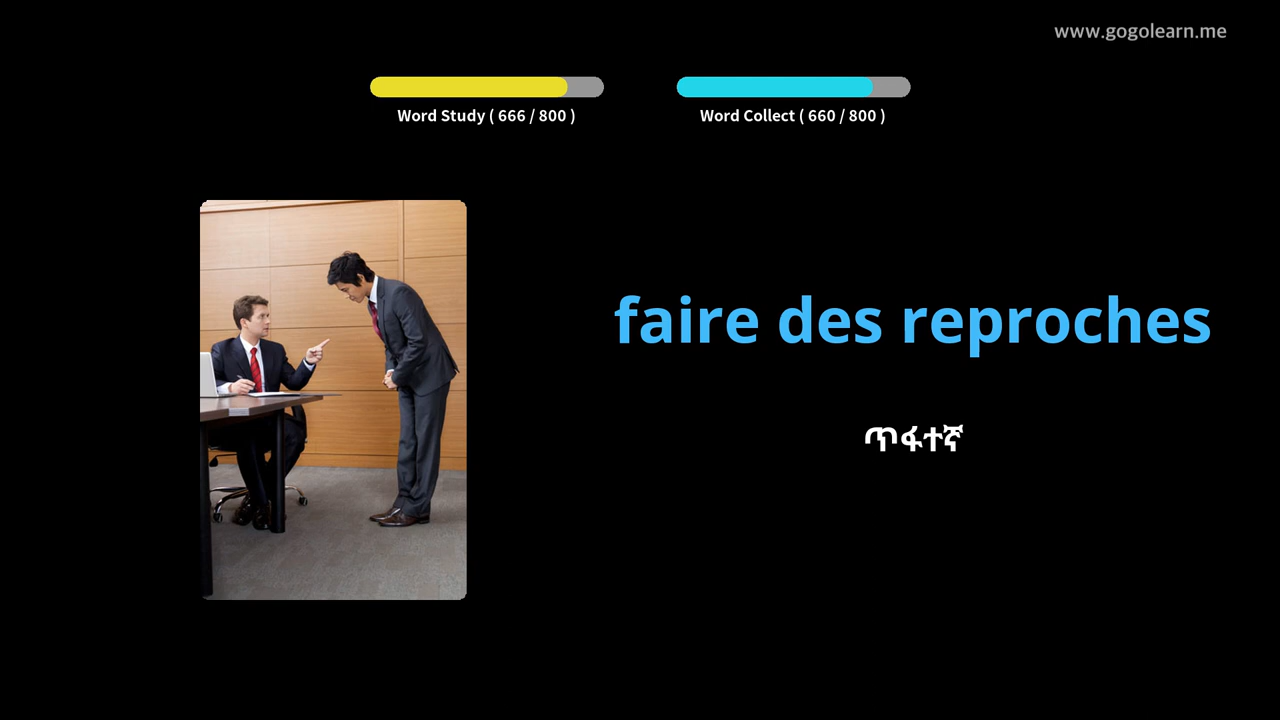 www.gogolearn.me
Word Study ( 666 / 800 )
Word Collect ( 660 / 800 )
faire des reproches
ጥፋተኛ